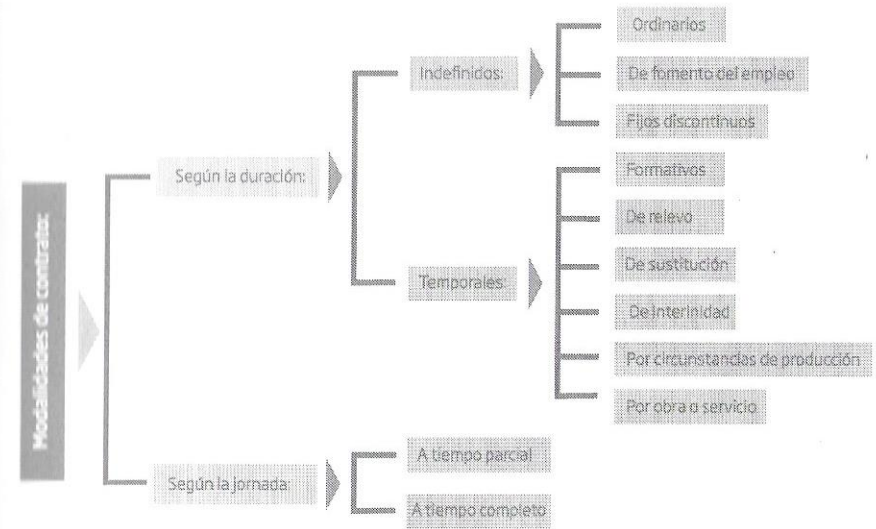 Modalidades de contrato:
Según la duración:
Indefinidos:
Ordinarios
De fomento del empleo
Fijos discontinuos
Temporales:
Formativos
De relevo
De sustitución
De interinidad
Por circunstancias de producción
Por obra o servicio
Según la jornada:
A tiempo parcial
A tiempo completo